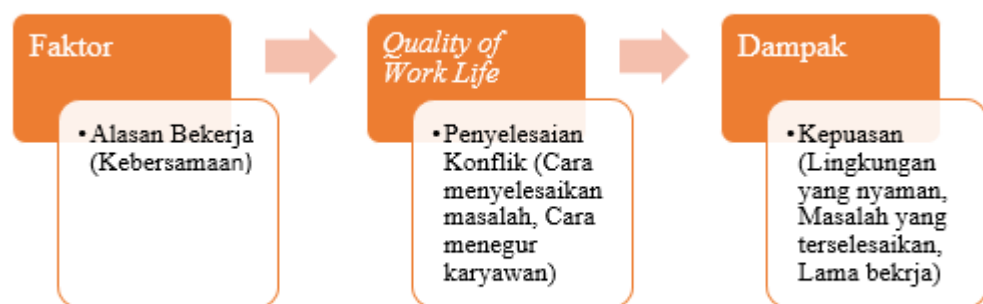 Faktor
• Alasan Bekerja
(Kebersamaan)
Quality of
Work Life
• Penyelesaian
Konflik (Cara
menyelesaikan
masalah, Cara
menegur
karyawan)
Dampak
• Kepuasan
(Lingkungan
yang nyaman,
Masalah yang
terselesaikan,
Lama bekrja)